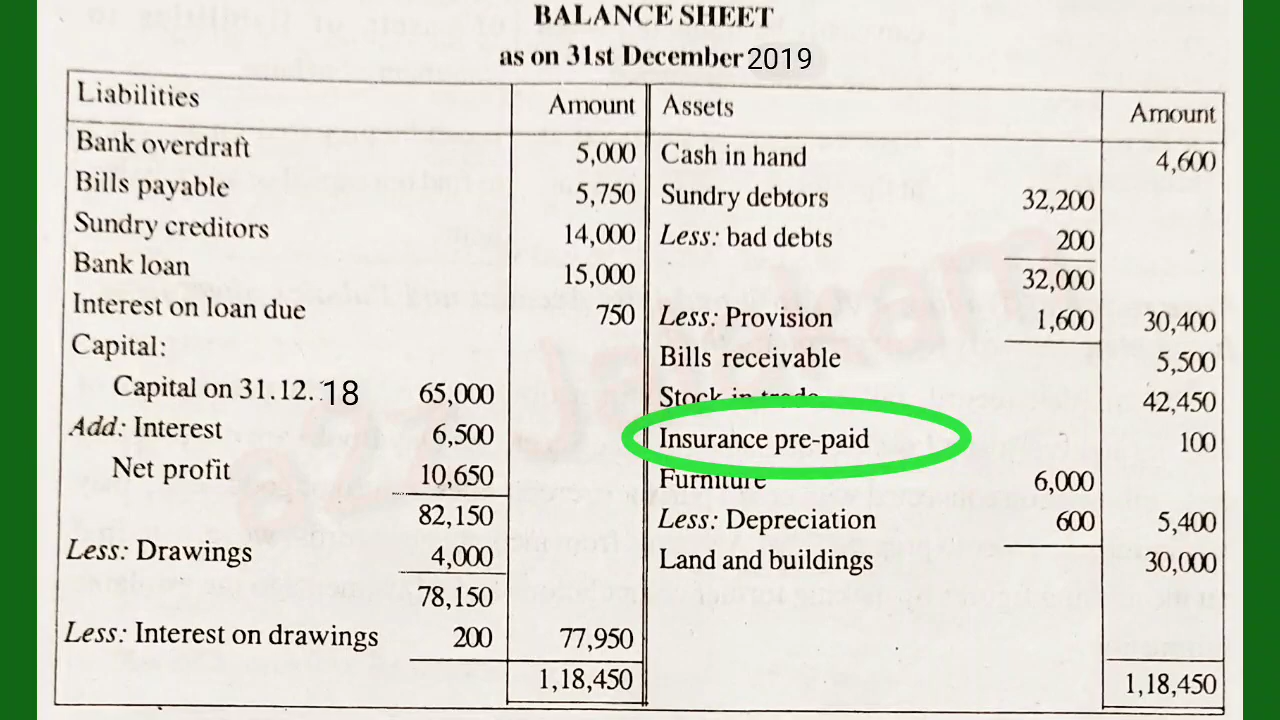 BALANCE SHEET
as on 31st December 2019
Liabilities Amount Assets Amount
Bank overdraft 5,000 Cash in hand 4,600
Bills payable 5,750 Sundry debtors 32,200
Sundry creditors 14,000 Less: bad debts 200
Bank loan 15,000 32,000
Interest on loan due 750 Less: Provision 1,600 30,400
Capital: Bills receivable 5,500
Capital on 31.12. 18 65,000 Stock in trade 42,450
Add: Interest 6,500 Insurance pre-paid 100
Net profit 10,650 Furniture 6,000
82,150 Less: Depreciation 600 5,400
Less: Drawings 4,000 Land and buildings 30,000
78,150
Less: Interest on drawings 200 77,950
1,18,450 1,18,450